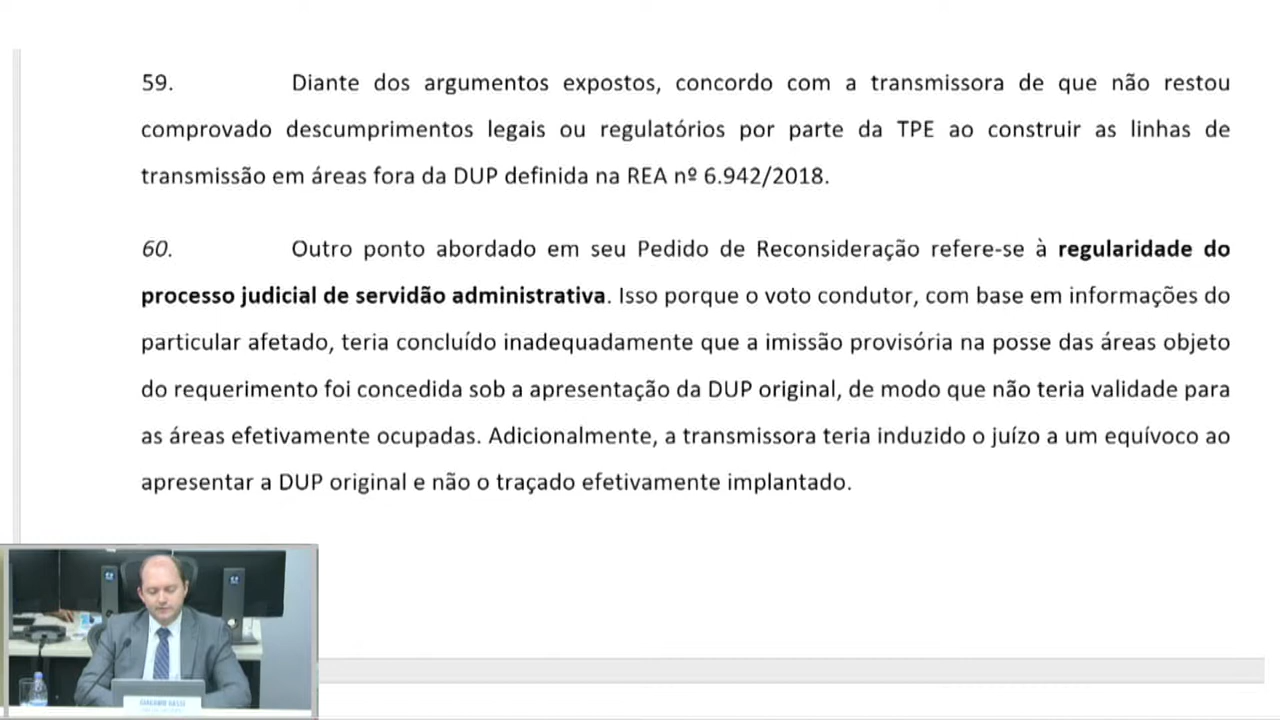 59. Diante dos argumentos expostos, concordo com a transmissora de que não restou
comprovado descumprimentos legais ou regulatórios por parte da TPE ao construir as linhas de
transmissão em áreas fora da DUP definida na REA nº 6.942/2018.
60. Outro ponto abordado em seu Pedido de Reconsideração refere-se à regularidade do
processo judicial de servidão administrativa. Isso porque o voto condutor, com base em informações do
particular afetado, teria concluído inadequadamente que a imissão provisória na posse das áreas objeto
do requerimento foi concedida sob a apresentação da DUP original, de modo que não teria validade para
as áreas efetivamente ocupadas. Adicionalmente, a transmissora teria induzido o juízo a um equívoco ao
apresentar a DUP original e não o traçado efetivamente implantado.